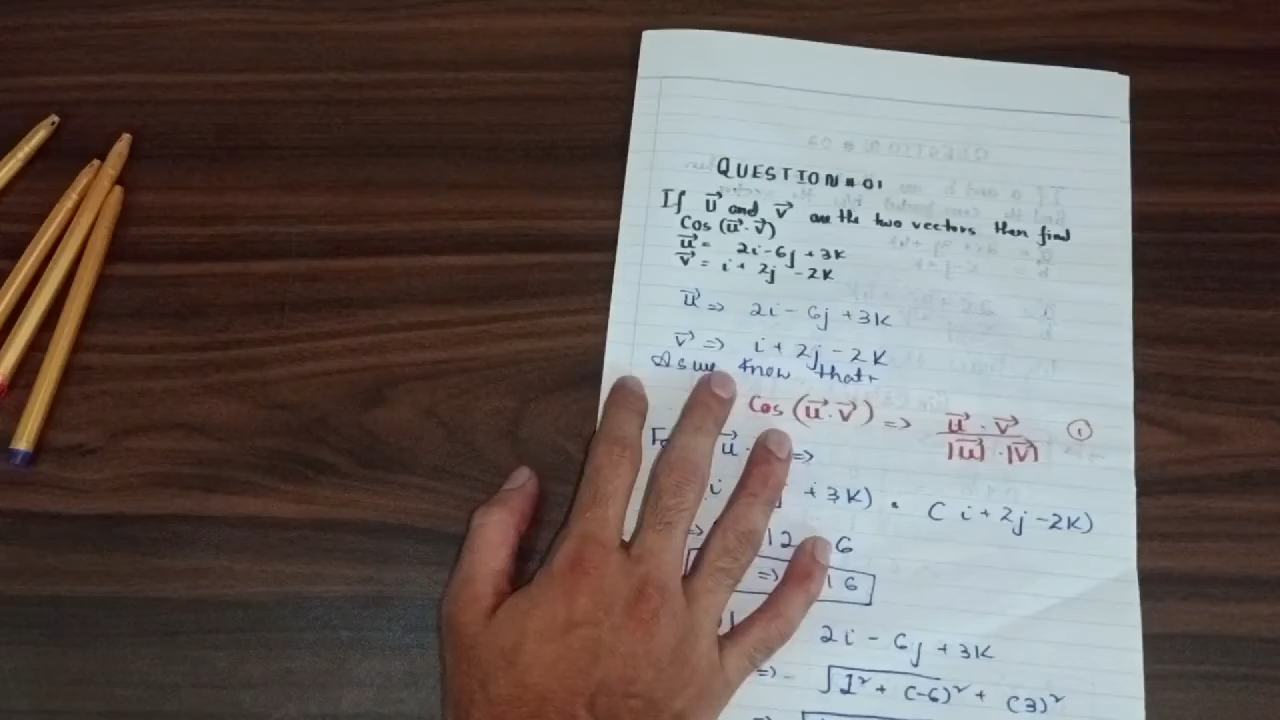 QUESTION # 01
If u⃗ and v⃗ are the two vectors then find
Cos (u⃗·v⃗)
u⃗ = 2i-6j+3k
v⃗ = i+2j-2k
u⃗ => 2i-6j+3k
v⃗ => i+2j-2k
As we know that
Cos (u⃗·v⃗) => u⃗·v⃗ / |u⃗|·|v⃗| ①
u⃗· =>
i +3k) · (i+2j-2k)
=> 12 6
=> 16
2i-6j+3k
=> √1²+(-6)²+(3)²
=>